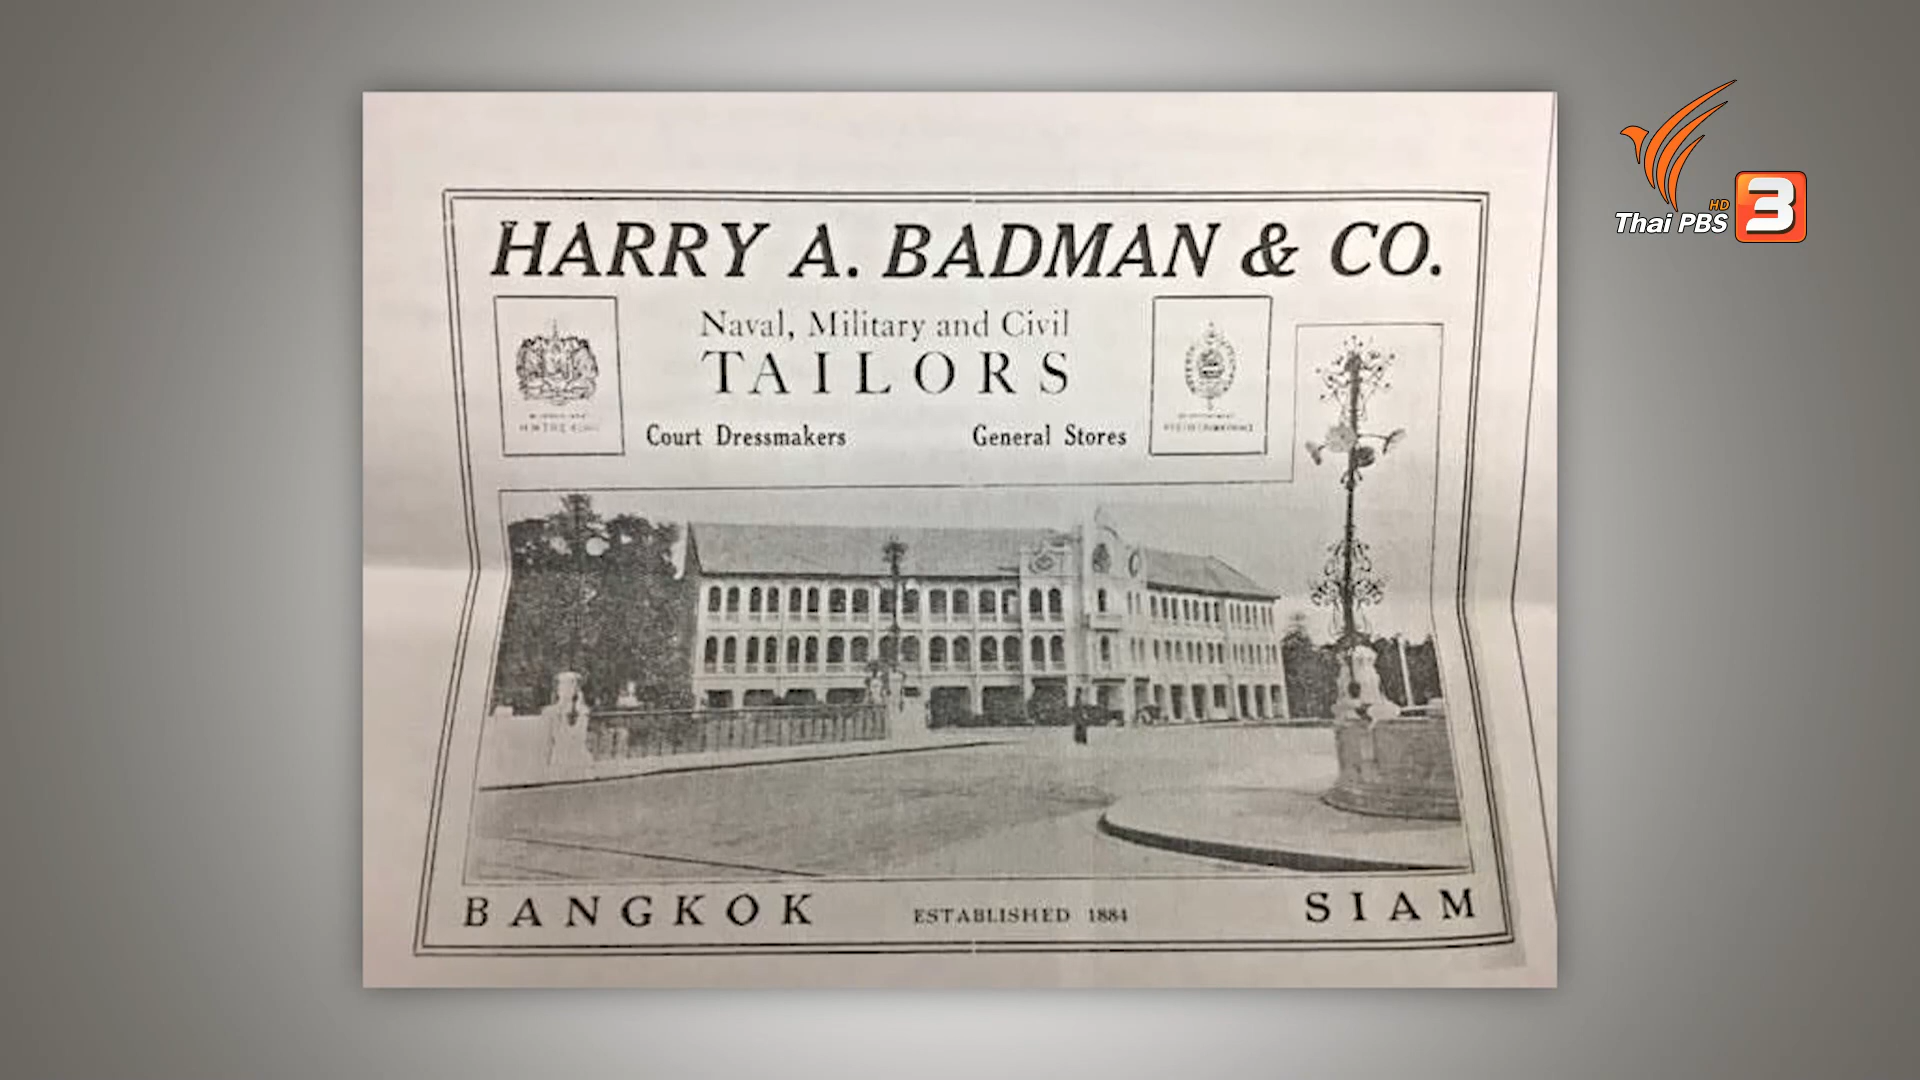 HARRY A. BADMAN & CO.
Naval, Military and Civil
TAILORS
Court Dressmakers
General Stores
BANGKOK
ESTABLISHED 1884
SIAM
Thai PBS
HD
3